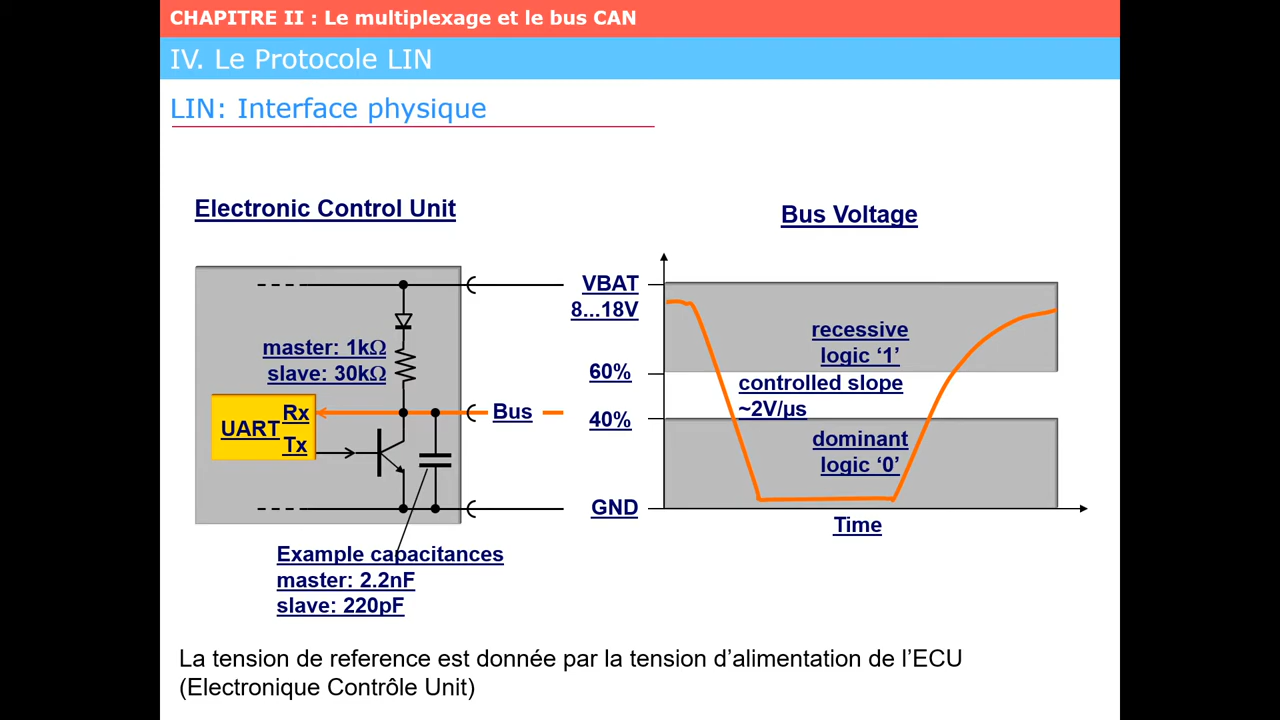 CHAPITRE II : Le multiplexage et le bus CAN
IV. Le Protocole LIN
LIN: Interface physique
Electronic Control Unit
master: 1kΩ
slave: 30kΩ
UART
Rx
Tx
Bus
Example capacitances
master: 2.2nF
slave: 220pF
Bus Voltage
VBAT
8...18V
60%
40%
GND
recessive
logic ‘1’
controlled slope
~2V/µs
dominant
logic ‘0’
Time
La tension de reference est donnée par la tension d’alimentation de l’ECU
(Electronique Contrôle Unit)